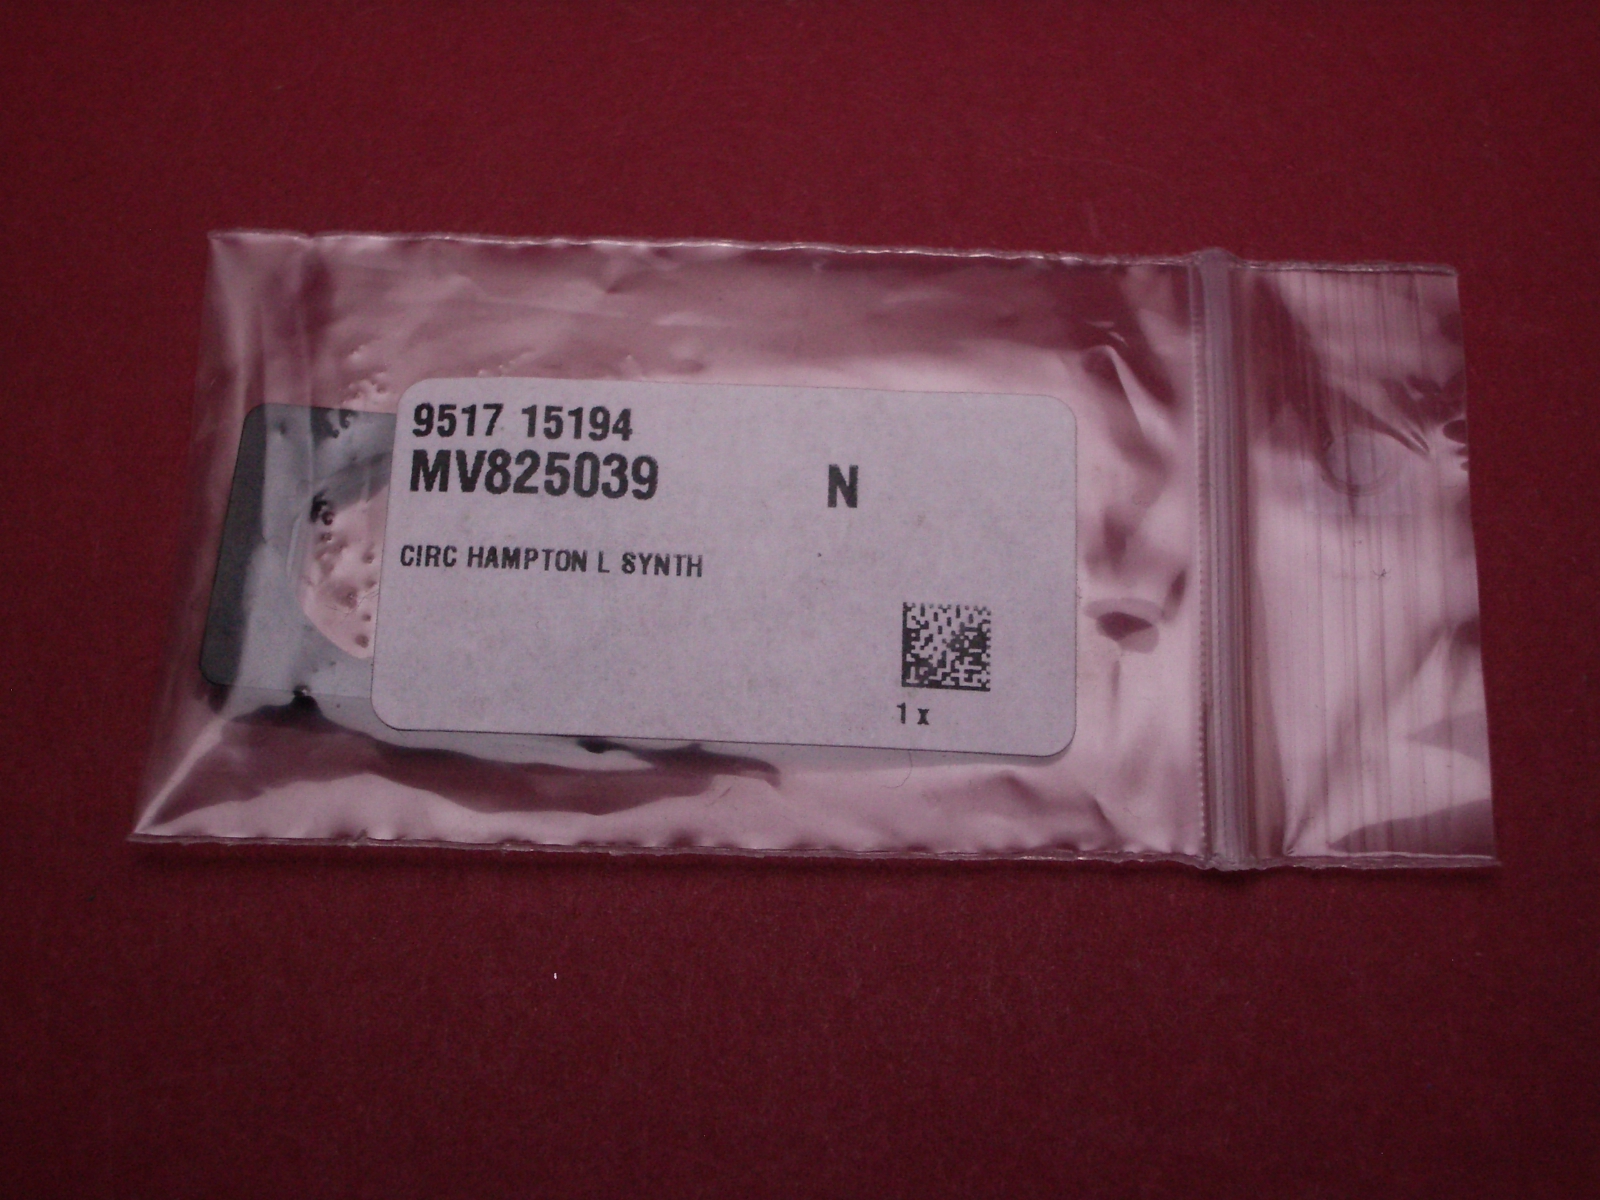 9517 15194
MV825039
N
CIRC HAMPTON L SYNTH
1 x